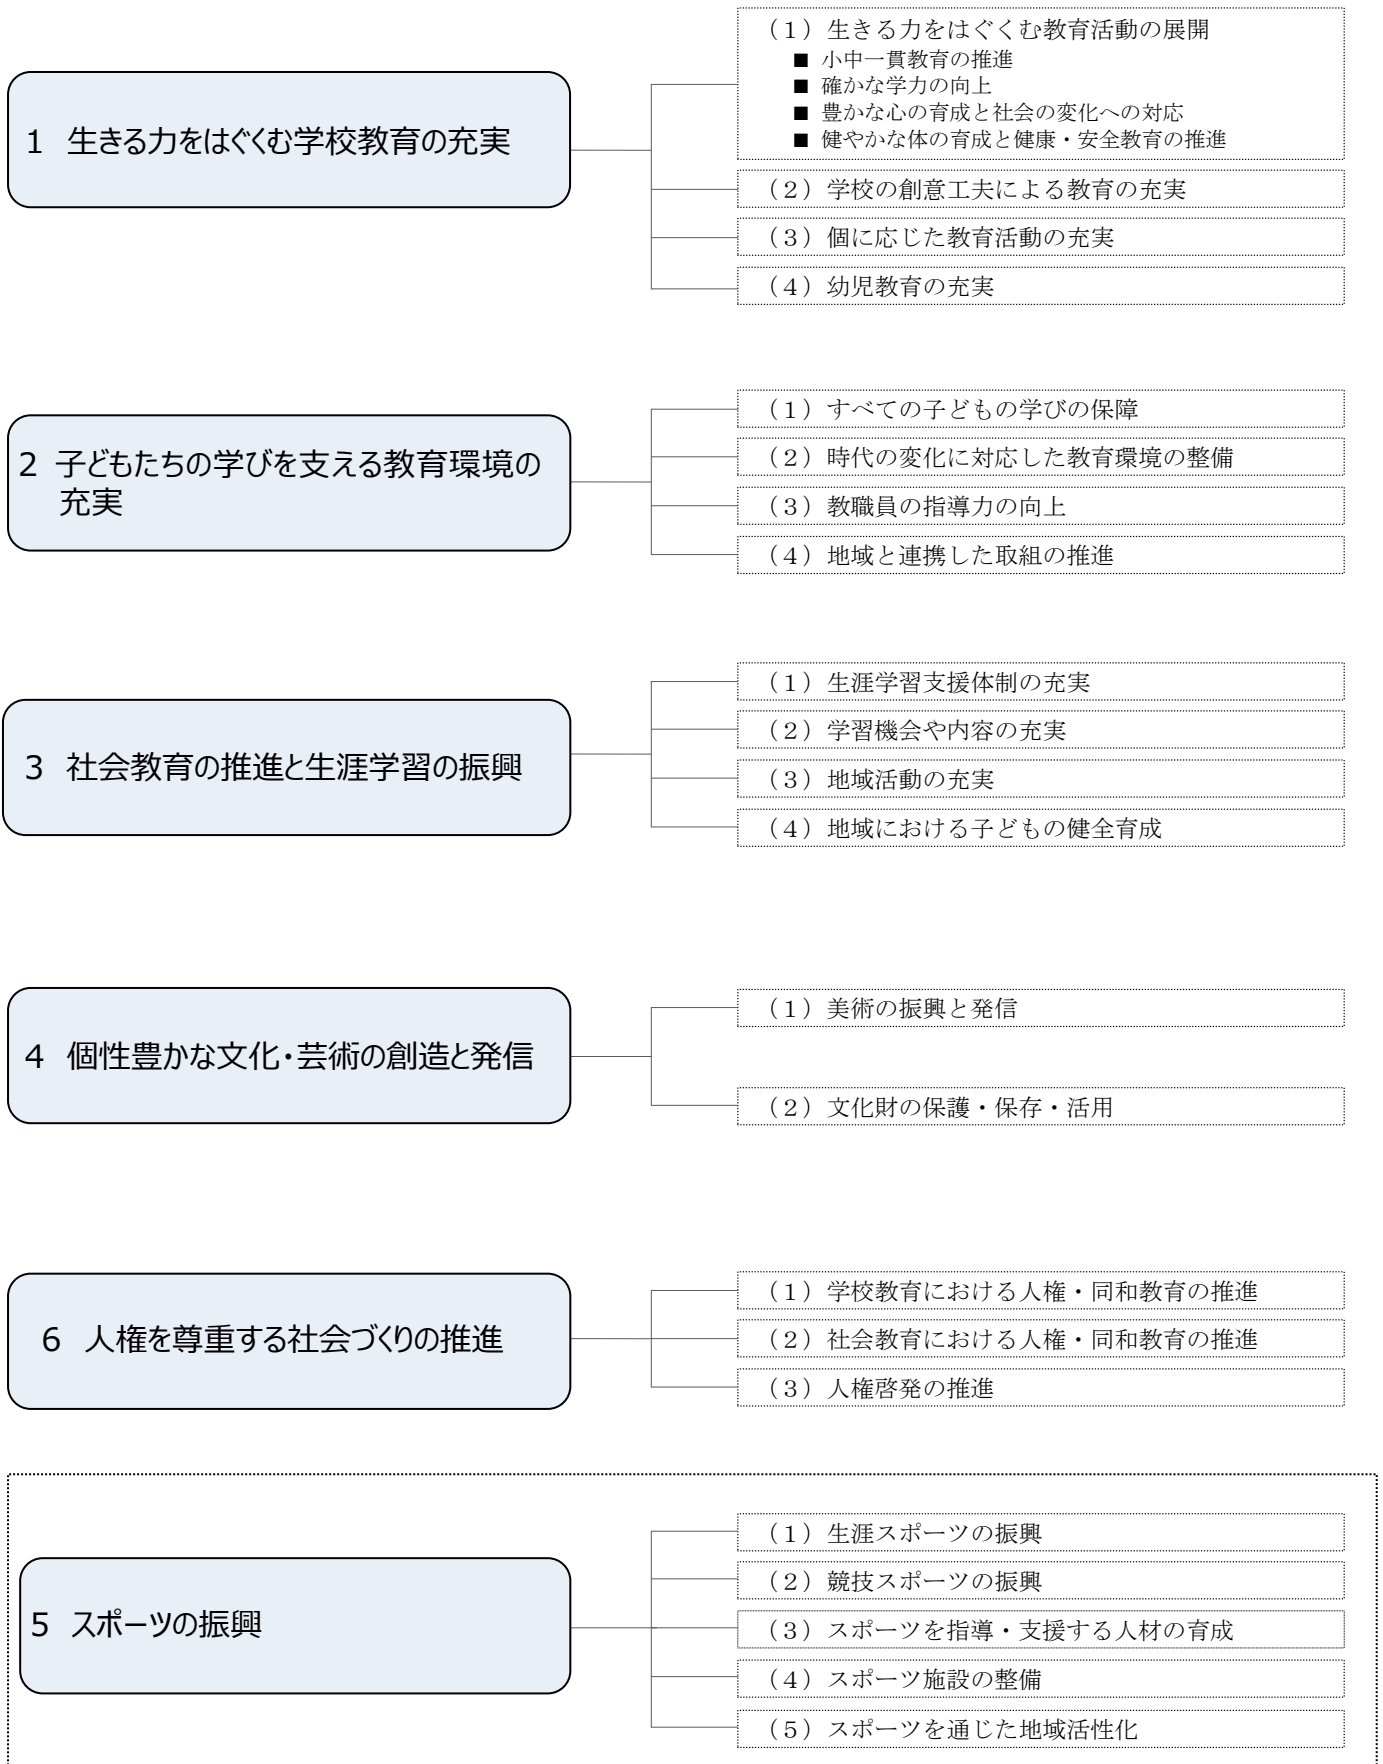 1 生きる力をはぐくむ学校教育の充実
（１）生きる力をはぐくむ教育活動の展開
■ 小中一貫教育の推進
■ 確かな学力の向上
■ 豊かな心の育成と社会の変化への対応
■ 健やかな体の育成と健康・安全教育の推進
（２）学校の創意工夫による教育の充実
（３）個に応じた教育活動の充実
（４）幼児教育の充実
2 子どもたちの学びを支える教育環境の
充実
（１）すべての子どもの学びの保障
（２）時代の変化に対応した教育環境の整備
（３）教職員の指導力の向上
（４）地域と連携した取組の推進
3 社会教育の推進と生涯学習の振興
（１）生涯学習支援体制の充実
（２）学習機会や内容の充実
（３）地域活動の充実
（４）地域における子どもの健全育成
4 個性豊かな文化・芸術の創造と発信
（１）美術の振興と発信
（２）文化財の保護・保存・活用
6 人権を尊重する社会づくりの推進
（１）学校教育における人権・同和教育の推進
（２）社会教育における人権・同和教育の推進
（３）人権啓発の推進
5 スポーツの振興
（１）生涯スポーツの振興
（２）競技スポーツの振興
（３）スポーツを指導・支援する人材の育成
（４）スポーツ施設の整備
（５）スポーツを通じた地域活性化